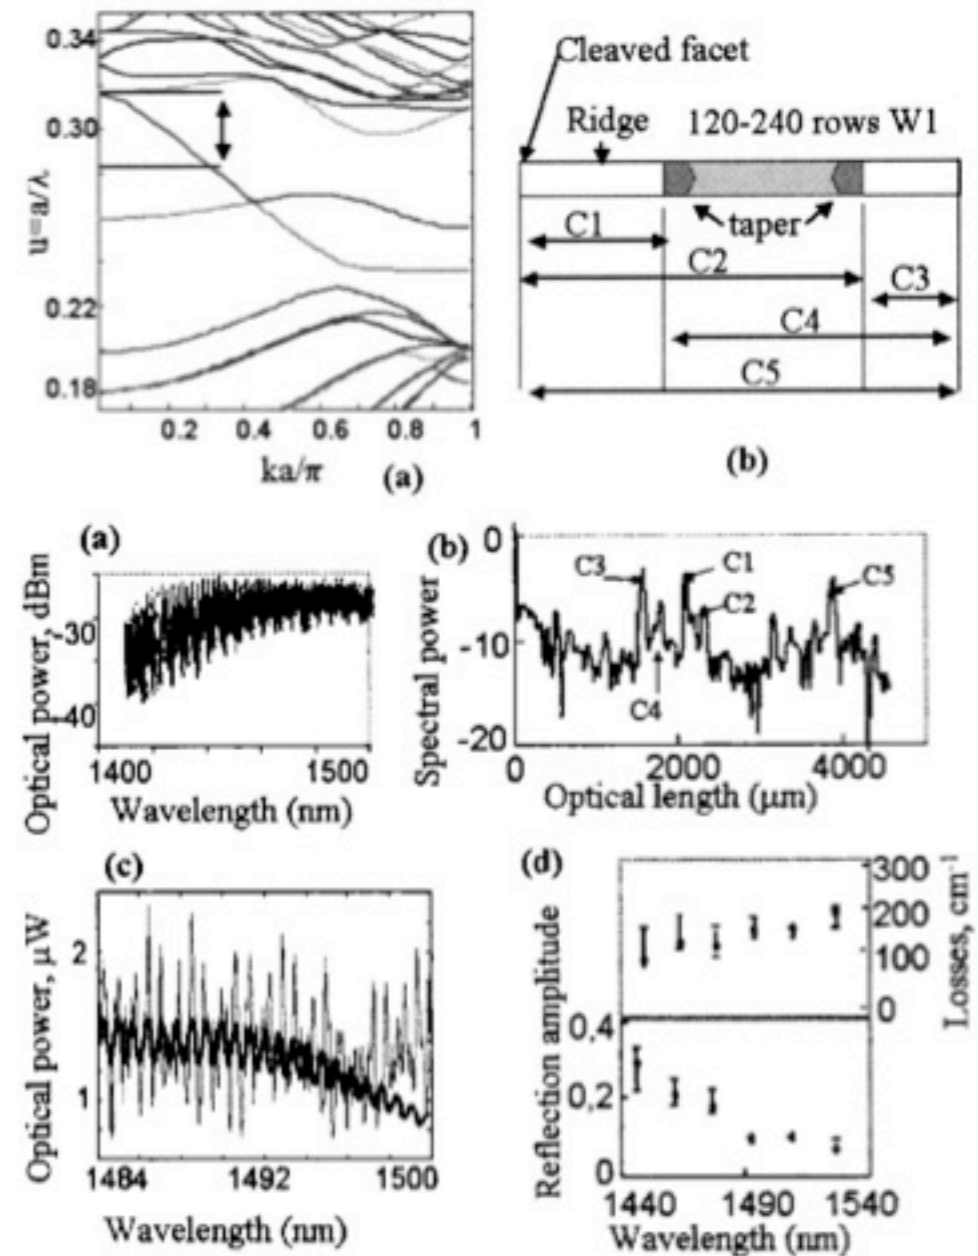 0.34
0.30
0.22
0.18
u=a/λ
0.2 0.4 0.6 0.8 1
ka/π
(a)
Cleaved facet
Ridge 120-240 rows W1
taper
C1
C2
C3
C4
C5
(b)
(a)
Optical power, dBm
-30
-40
1400 1500
Wavelength (nm)
(b)
Spectral power
0
-10
-20
C3
C1
C2
C4
C5
0 2000 4000
Optical length (μm)
(c)
Optical power, μW
2
1
1484 1492 1500
Wavelength (nm)
(d)
Reflection amplitude
0,4
0,2
0
300
200
100
0
Losses, cm⁻¹
1440 1490 1540
Wavelength (nm)